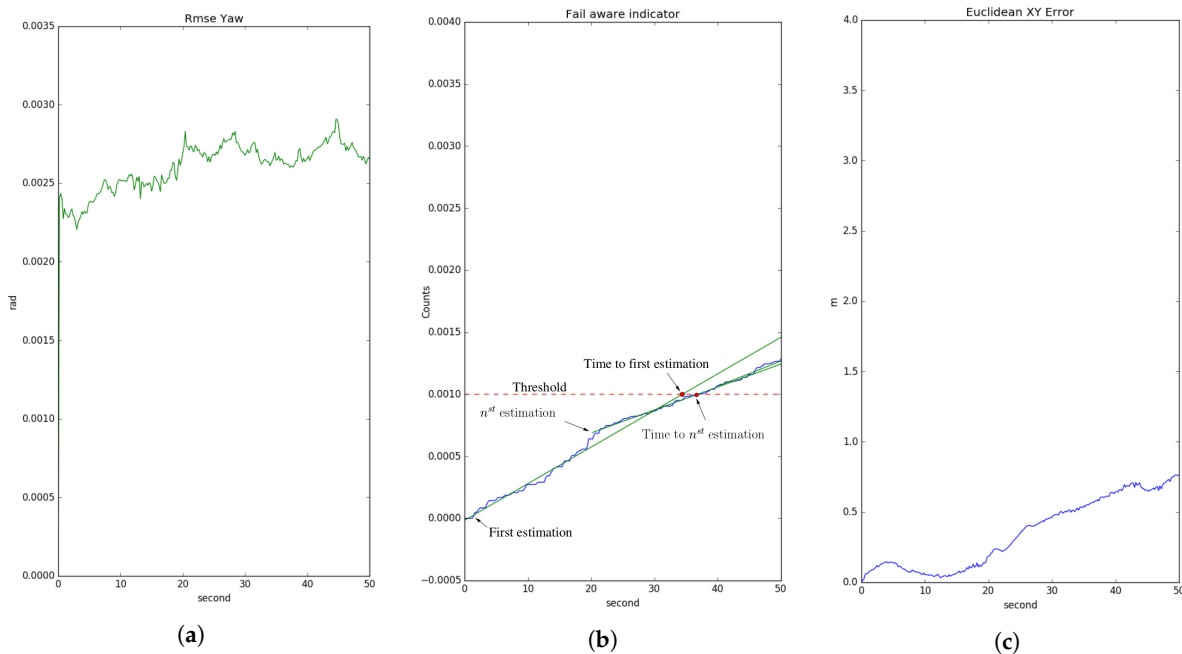 Rmse Yaw
0.0035
0.0030
0.0025
0.0020
0.0015
0.0010
0.0005
0.0000
rad
0 10 20 30 40 50
second
(a)
Fail aware indicator
0.0040
0.0035
0.0030
0.0025
0.0020
0.0015
0.0010
0.0005
0.0000
−0.0005
Counts
Time to first estimation
Threshold
n^st estimation
Time to n^st estimation
First estimation
0 10 20 30 40 50
second
(b)
Euclidean XY Error
4.0
3.5
3.0
2.5
2.0
1.5
1.0
0.5
0.0
m
0 10 20 30 40 50
second
(c)